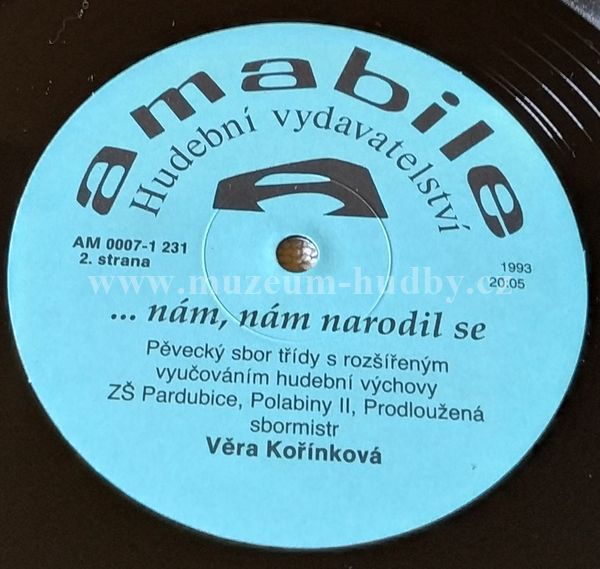 amabile
Hudební vydavatelství
AM 0007-1 231
2. strana
1993
20:05
www.muzeum-hudby.cz
... nám, nám narodil se
Pěvecký sbor třídy s rozšířeným
vyučováním hudební výchovy
ZŠ Pardubice, Polabiny II, Prodloužená
sbormistr
Věra Kořínková